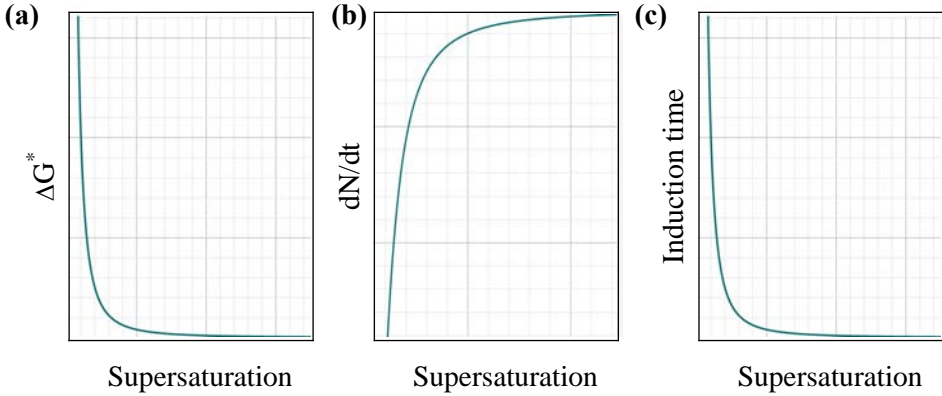 (a)
ΔG*
Supersaturation
(b)
dN/dt
Supersaturation
(c)
Induction time
Supersaturation